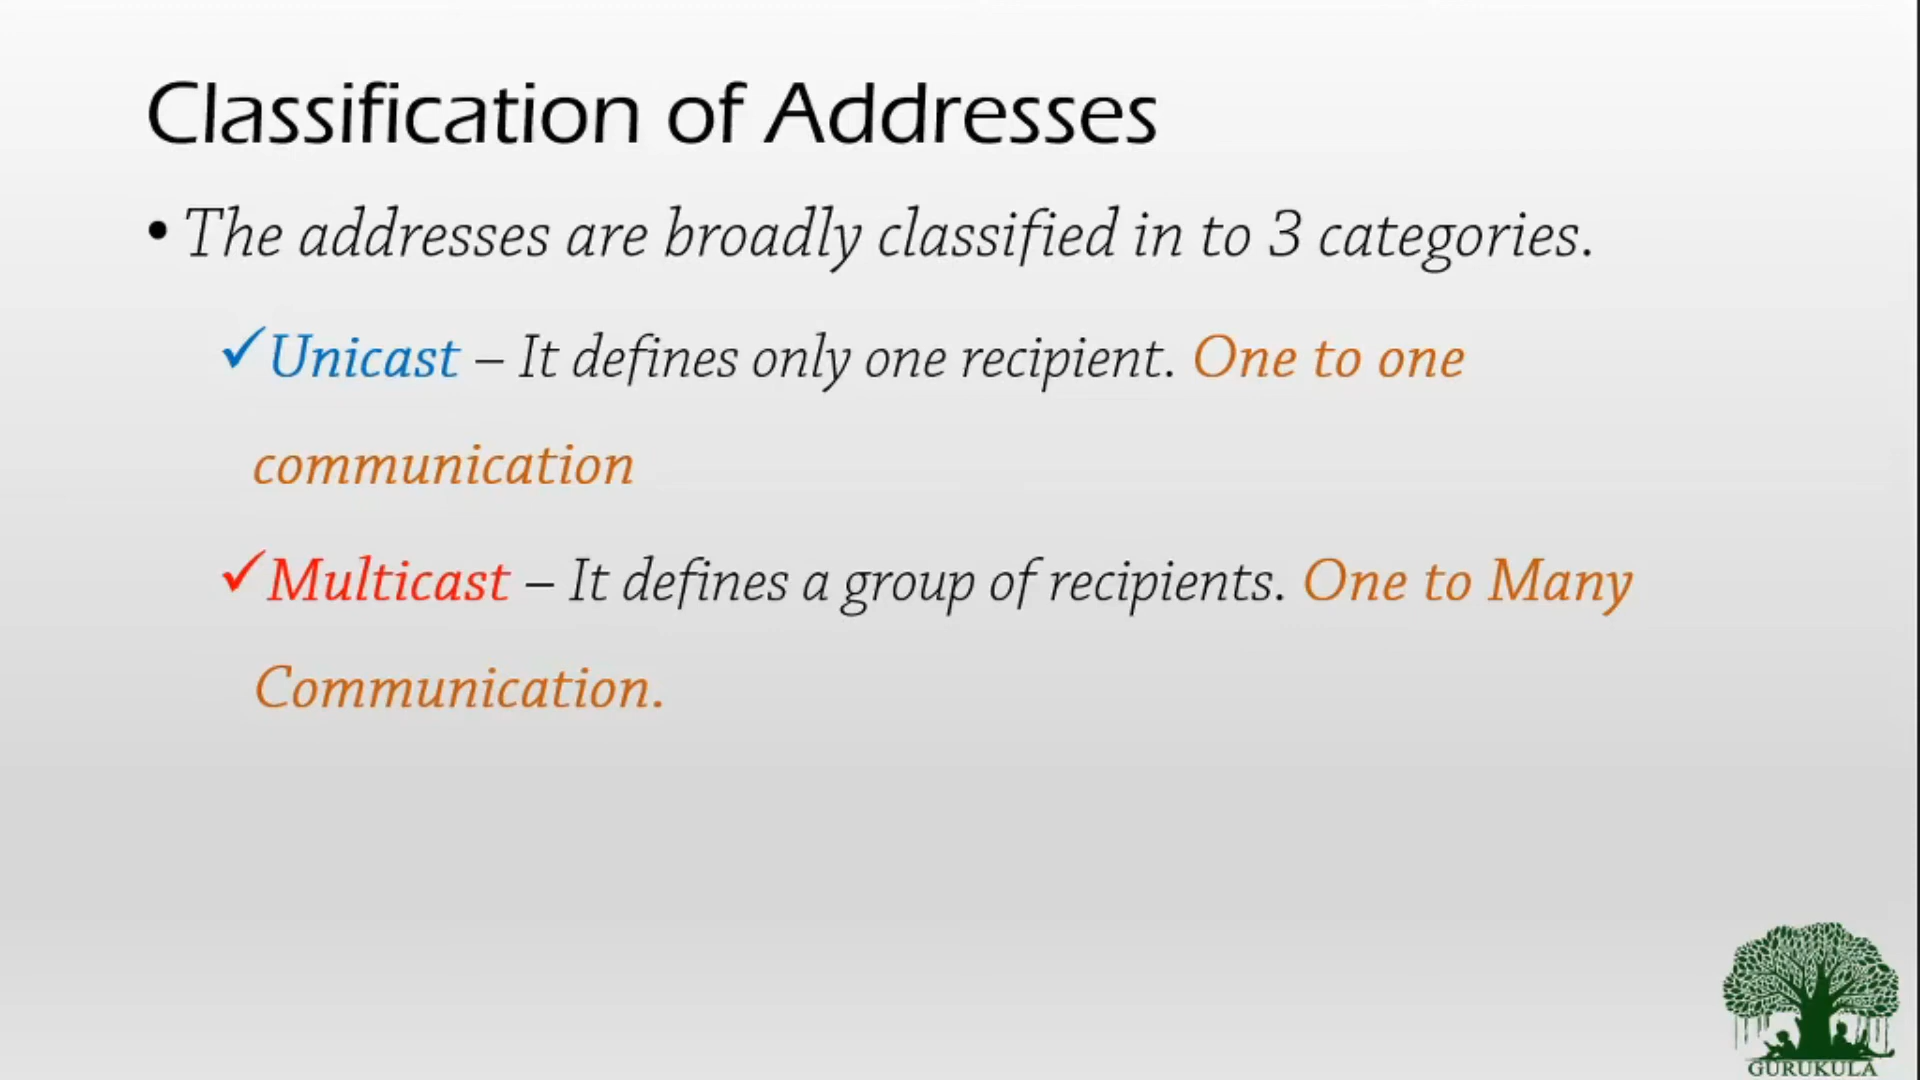 Classification of Addresses
• The addresses are broadly classified in to 3 categories.
✓Unicast – It defines only one recipient. One to one
communication
✓Multicast – It defines a group of recipients. One to Many
Communication.
GURUKULA